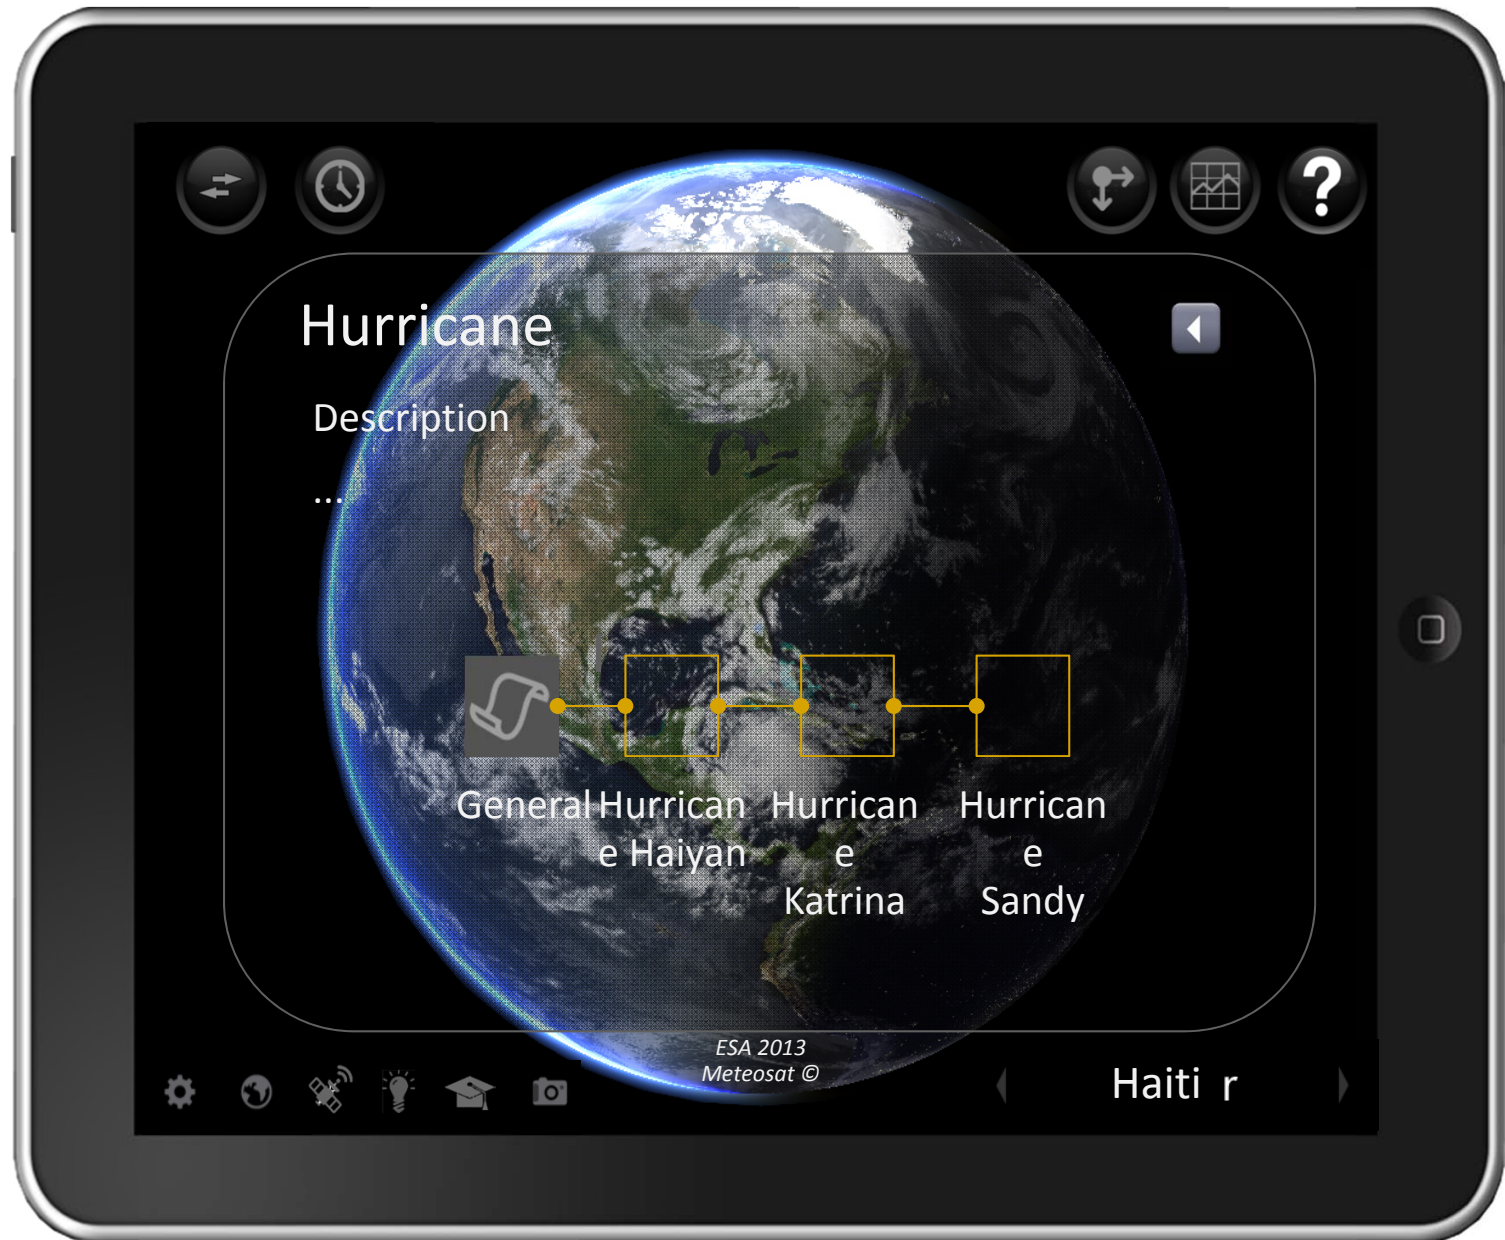 Hurricane
Description
...
General
Hurrican
e Haiyan
Hurrican
e
Katrina
Hurrican
e
Sandy
ESA 2013
Meteosat ©
Haiti r